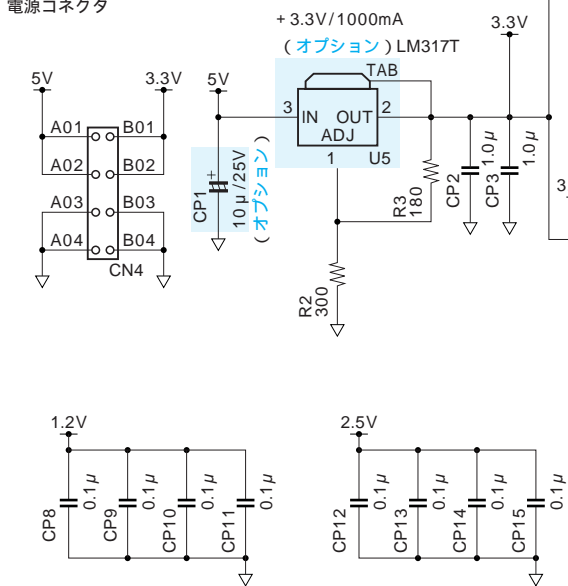 電源コネクタ
+3.3V/1000mA
(オプション)LM317T
3.3V
5V
3.3V
5V
TAB
A01
B01
3
IN
OUT
2
ADJ
A02
B02
1
U5
CP1
+
10μ/25V
(オプション)
R3
180
CP2
1.0μ
CP3
1.0μ
A03
B03
A04
B04
CN4
R2
300
1.2V
2.5V
CP8
0.1μ
CP9
0.1μ
CP10
0.1μ
CP11
0.1μ
CP12
0.1μ
CP13
0.1μ
CP14
0.1μ
CP15
0.1μ